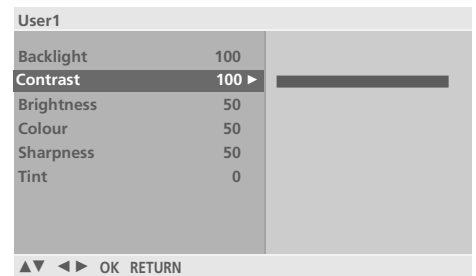 User1
Backlight 100
Contrast 100 ►
Brightness 50
Colour 50
Sharpness 50
Tint 0
▲▼ ◄► OK RETURN